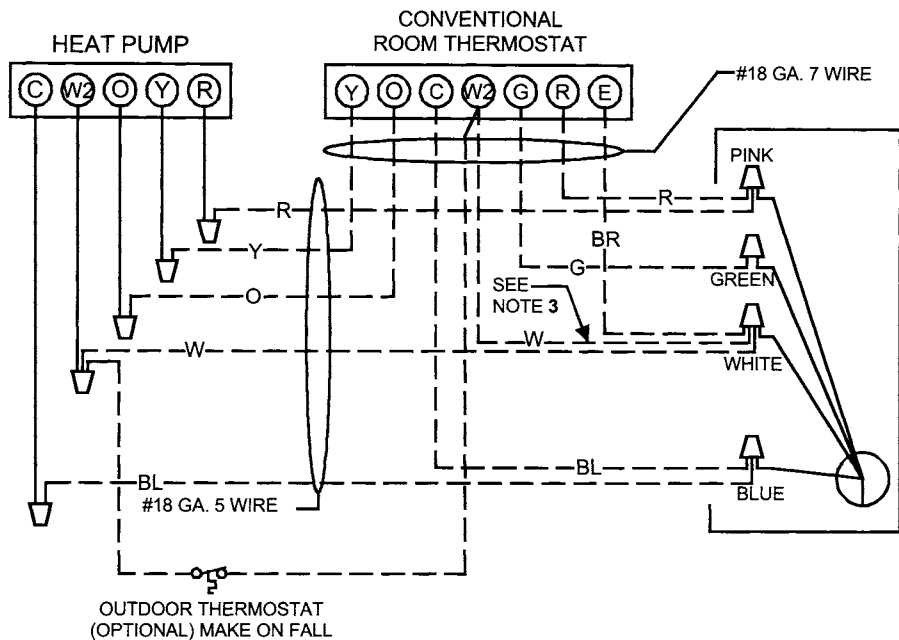 CONVENTIONAL
ROOM THERMOSTAT
HEAT PUMP
C W2 O Y R
Y O C W2 G R E
#18 GA. 7 WIRE
PINK
R
R
BR
Y
G
GREEN
SEE
NOTE 3
O
W
W
WHITE
BL
BL
BLUE
#18 GA. 5 WIRE
OUTDOOR THERMOSTAT
(OPTIONAL) MAKE ON FALL